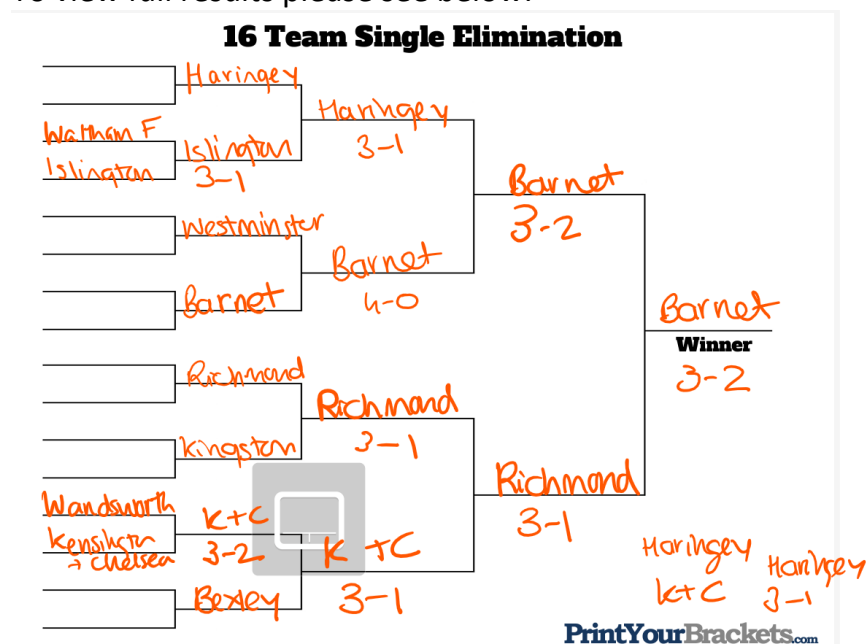 To view full results please see below:
16 Team Single Elimination
Haringey
Haringey
3-1
Waltham F
Islington
Islington
3-1
Barnet
3-2
Westminster
Barnet
4-0
Barnet
Barnet
Winner
3-2
Richmond
Richmond
3-1
Kingston
Richmond
3-1
Wandsworth
K+C
3-2
Kensington
+ Chelsea
K+C
3-1
Bexley
Haringey
K+C
Haringey
3-1
PrintYourBrackets.com